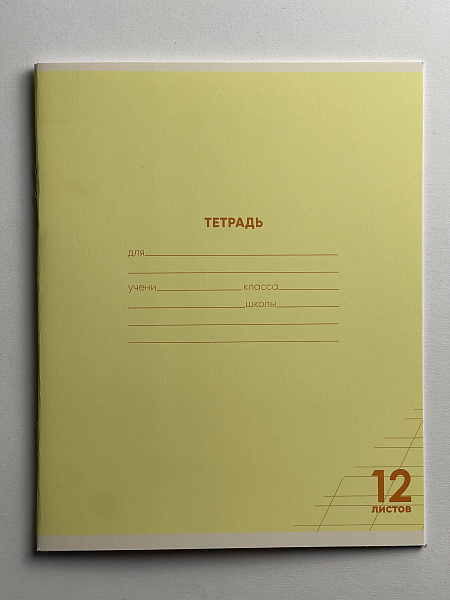 ТЕТРАДЬ
для
учени класса
школы
12
ЛИСТОВ